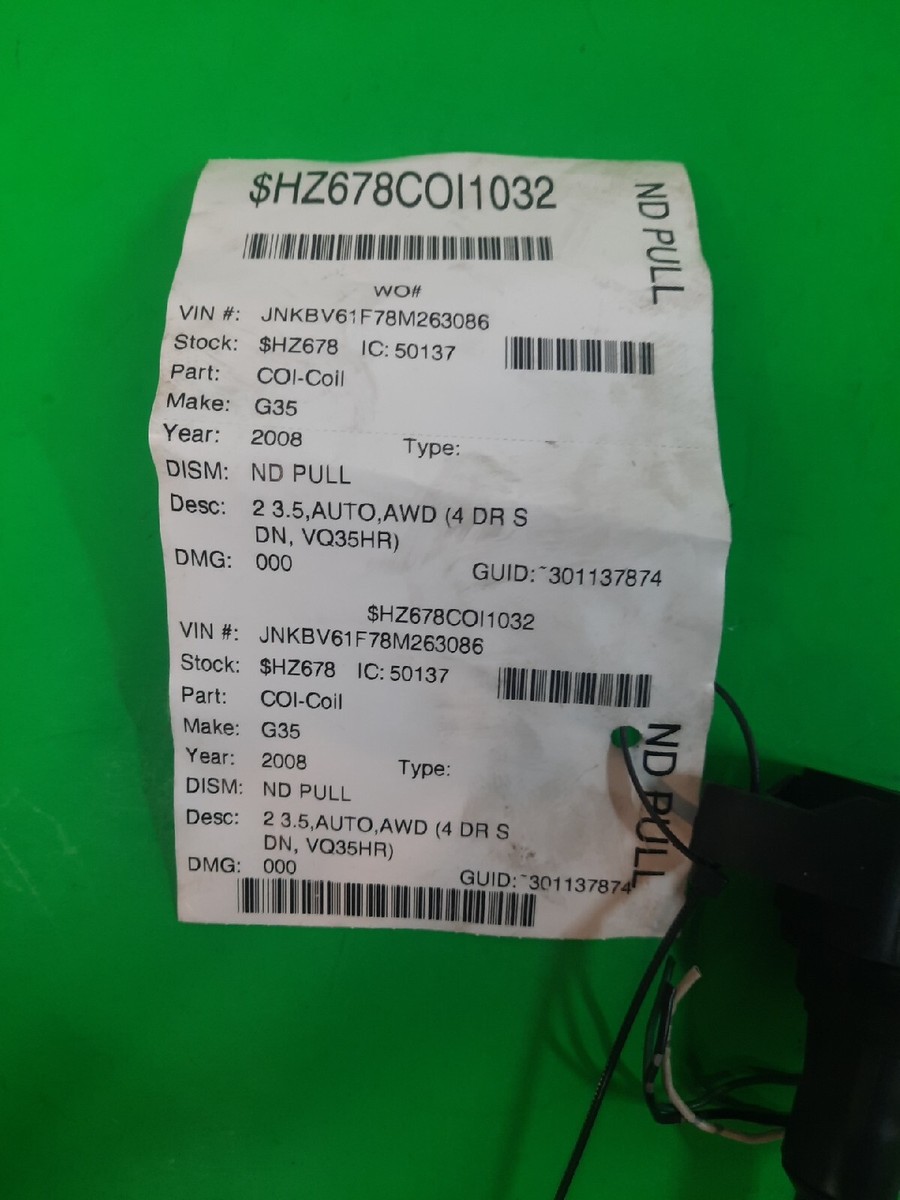 $HZ678COI1032
ND PULL
WO#
VIN #: JNKBV61F78M263086
Stock: $HZ678 IC: 50137
Part: COI-Coil
Make: G35
Year: 2008 Type:
DISM: ND PULL
Desc: 2 3.5,AUTO,AWD (4 DR S
DN, VQ35HR)
DMG: 000 GUID:~301137874
$HZ678COI1032
VIN #: JNKBV61F78M263086
Stock: $HZ678 IC: 50137
Part: COI-Coil
Make: G35
Year: 2008 Type:
DISM: ND PULL
ND PULL
Desc: 2 3.5,AUTO,AWD (4 DR S
DN, VQ35HR)
DMG: 000 GUID:~301137874